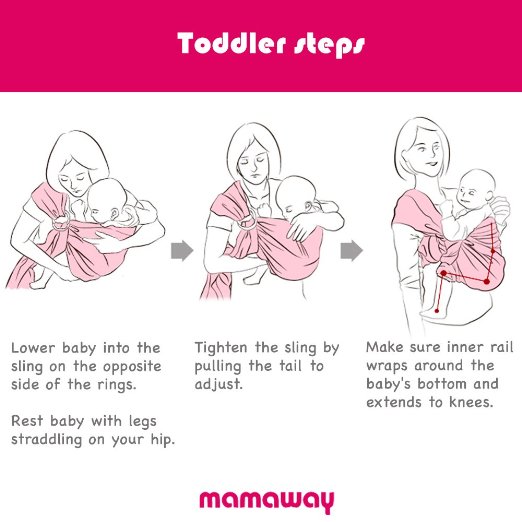 Toddler steps
Lower baby into the
sling on the opposite
side of the rings.
Rest baby with legs
straddling on your hip.
Tighten the sling by
pulling the tail to
adjust.
Make sure inner rail
wraps around the
baby's bottom and
extends to knees.
mamaway